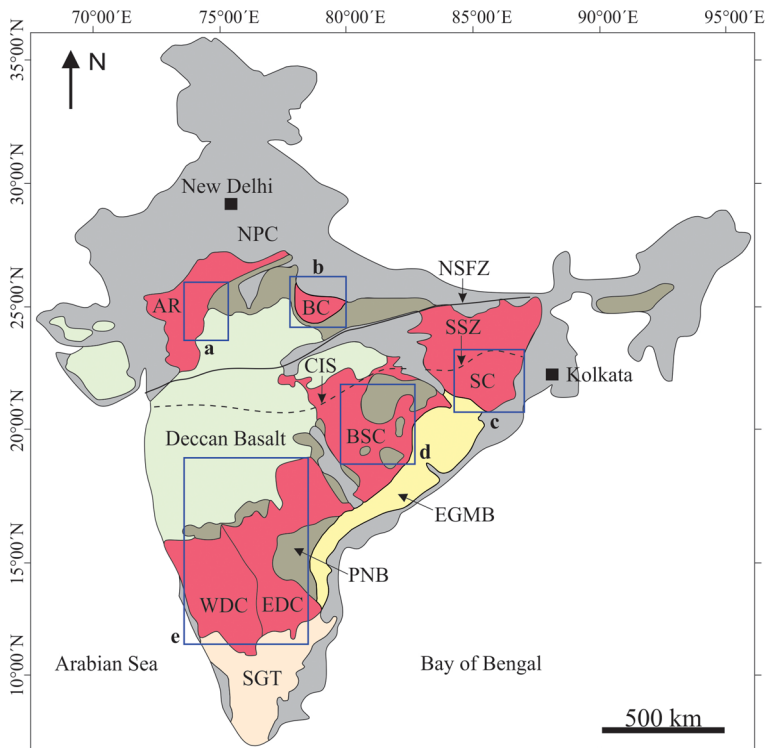 70°00′E 75°00′E 80°00′E 85°00′E 90°00′E 95°00′E
35°00′N
N
30°00′N
New Delhi
NPC
b
NSFZ
AR
BC
25°00′N
SSZ
a
CIS
SC
Kolkata
20°00′N
Deccan Basalt
BSC
c
d
EGMB
15°00′N
PNB
WDC
EDC
e
Arabian Sea
Bay of Bengal
10°00′N
SGT
500 km